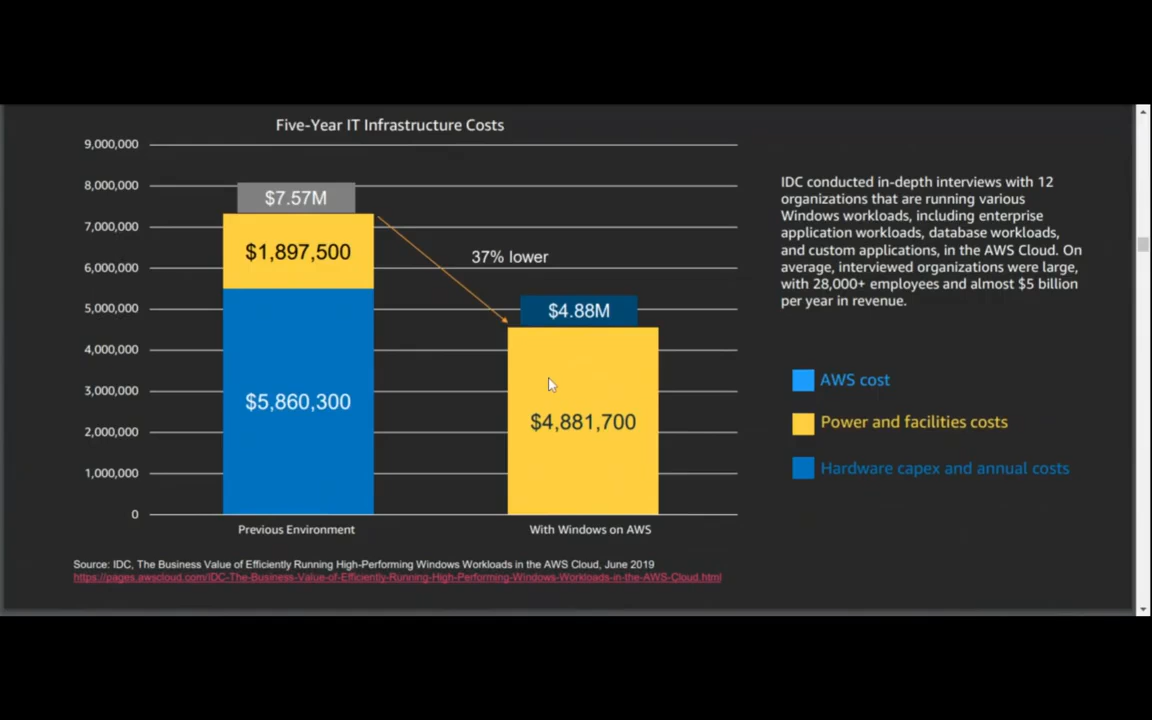 Five-Year IT Infrastructure Costs
9,000,000
8,000,000
7,000,000
6,000,000
5,000,000
4,000,000
3,000,000
2,000,000
1,000,000
0
$7.57M
$1,897,500
$5,860,300
37% lower
$4.88M
$4,881,700
Previous Environment
With Windows on AWS
IDC conducted in-depth interviews with 12
organizations that are running various
Windows workloads, including enterprise
application workloads, database workloads,
and custom applications, in the AWS Cloud. On
average, interviewed organizations were large,
with 28,000+ employees and almost $5 billion
per year in revenue.
AWS cost
Power and facilities costs
Hardware capex and annual costs
Source: IDC, The Business Value of Efficiently Running High-Performing Windows Workloads in the AWS Cloud, June 2019
https://pages.awscloud.com/IDC-The-Business-Value-of-Efficiently-Running-High-Performing-Windows-Workloads-in-the-AWS-Cloud.html